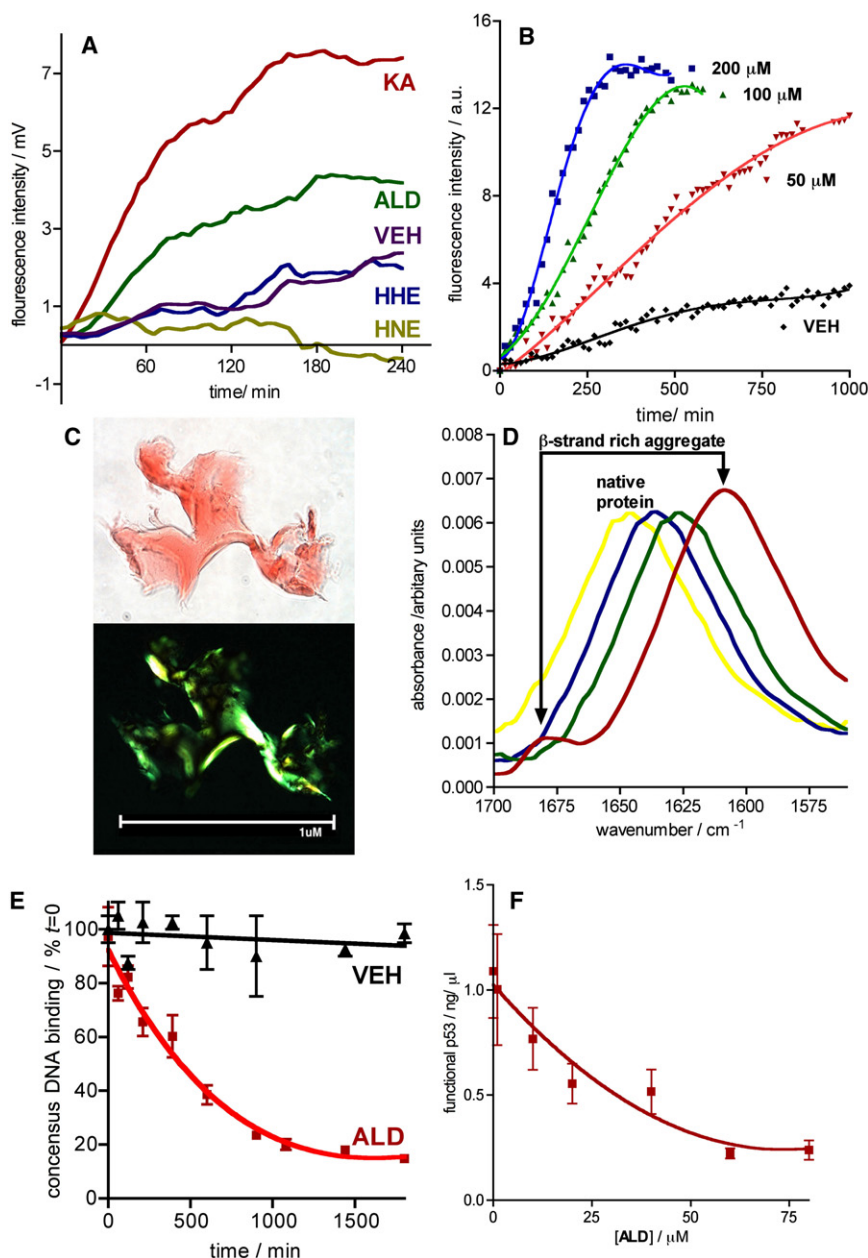 A
flourescence intensity / mV
7
5
3
1
-1
60
120
180
240
time/ min
KA
ALD
VEH
HHE
HNE
B
fluorescence intensity / a.u.
16
12
8
4
0
0
250
500
750
1000
time/ min
200 μM
100 μM
50 μM
VEH
C
1uM
D
β-strand rich aggregate
native
protein
absorbance /arbitary units
0.008
0.007
0.006
0.005
0.004
0.003
0.002
0.001
0.000
1700
1675
1650
1625
1600
1575
wavenumber / cm -1
E
concensus DNA binding / % t=0
100
80
60
40
20
0
0
500
1000
1500
time / min
VEH
ALD
F
functional p53 / ng/ μl
1.5
1.0
0.5
0.0
0
25
50
75
[ALD] / μM